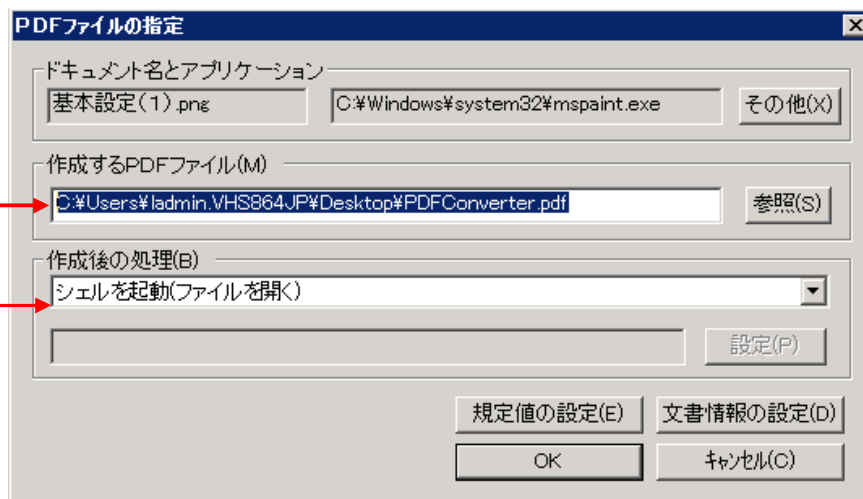 PDFファイルの指定
ドキュメント名とアプリケーション
基本設定(1).png
C:¥Windows¥system32¥mspaint.exe
その他(X)
作成するPDFファイル(M)
C:¥Users¥ladmin.VHS864JP¥Desktop¥PDFConverter.pdf
参照(S)
作成後の処理(B)
シェルを起動(ファイルを開く)
設定(P)
規定値の設定(E)
文書情報の設定(D)
OK
ｷｬﾝｾﾙ(C)